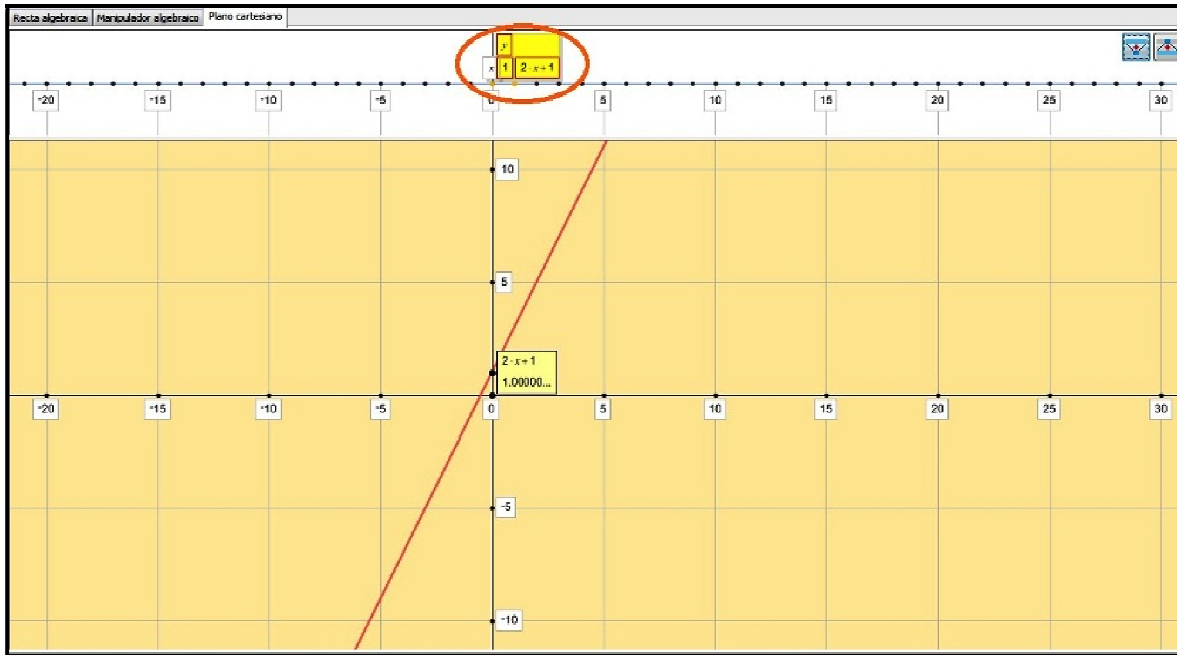 Recta algebraica Manipulador algebraico Plano cartesiano
y
x 1 2·x+1
-20 -15 -10 -5 0 5 10 15 20 25 30
10
5
2·x+1
1.00000...
-20 -15 -10 -5 0 5 10 15 20 25 30
-5
-10